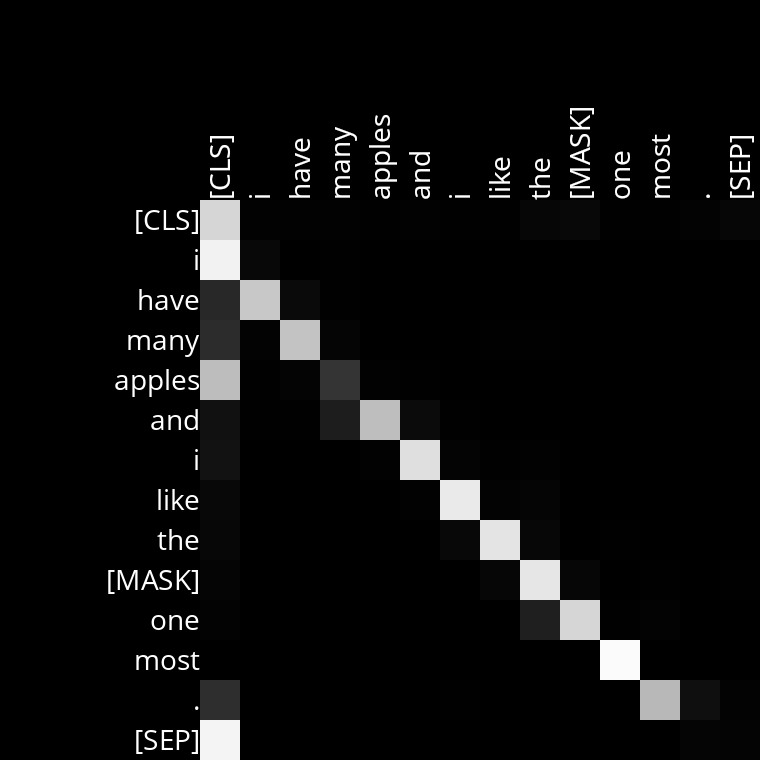 [CLS] i have many apples and i like the [MASK] one most . [SEP]
[CLS]
i
have
many
apples
and
i
like
the
[MASK]
one
most
.
[SEP]